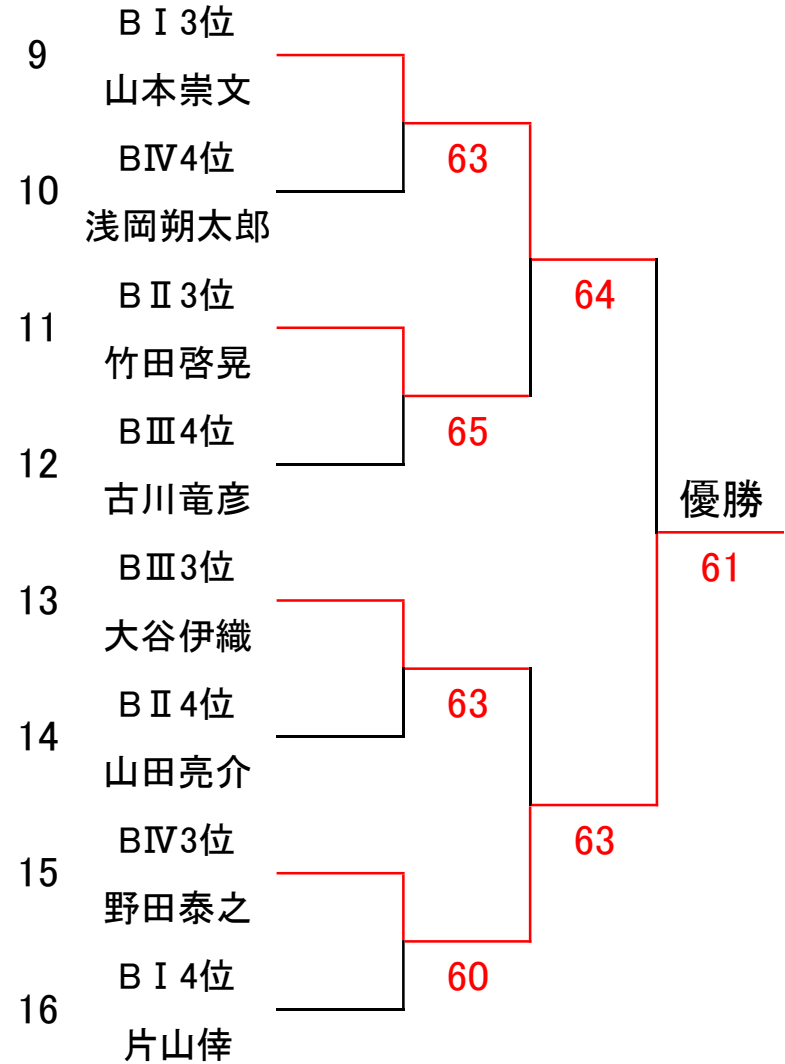 BⅠ3位
9
山本崇文
BⅣ4位
63
10
浅岡朔太郎
BⅡ3位
64
11
竹田啓晃
BⅢ4位
65
12
古川竜彦
優勝
BⅢ3位
61
13
大谷伊織
BⅡ4位
63
14
山田亮介
BⅣ3位
63
15
野田泰之
BⅠ4位
60
16
片山倖